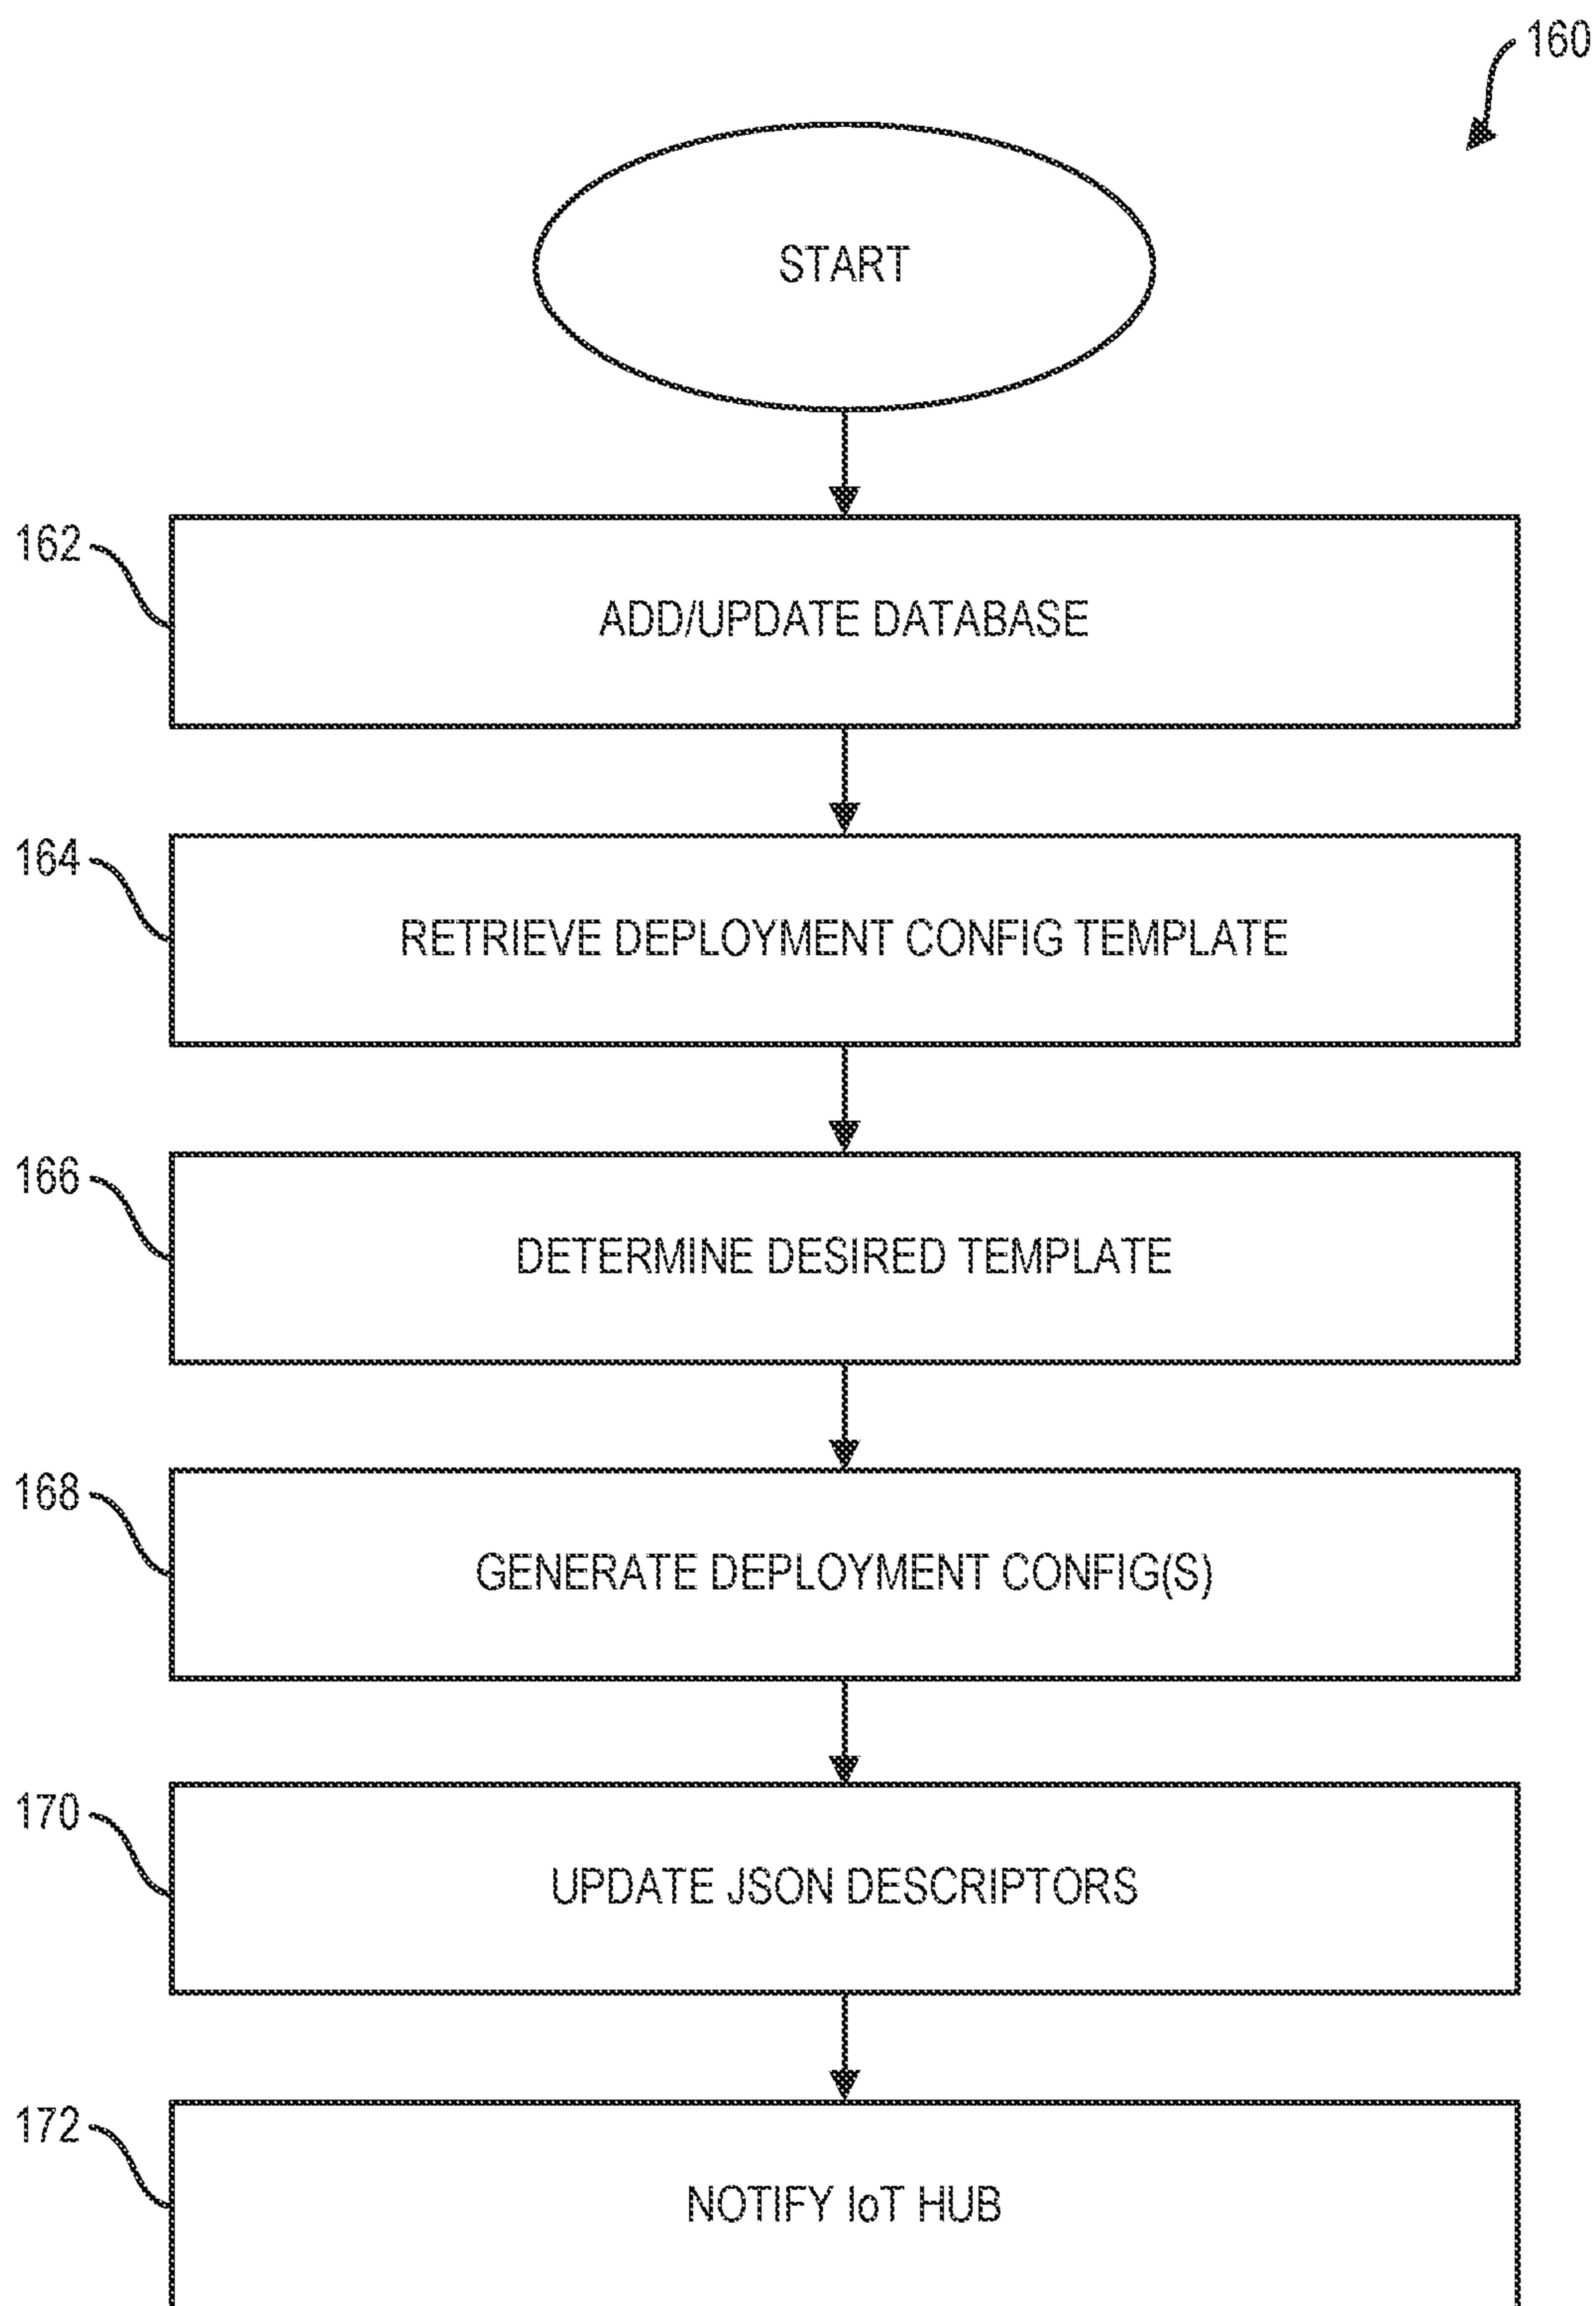 160
START
162
ADD/UPDATE DATABASE
164
RETRIEVE DEPLOYMENT CONFIG TEMPLATE
166
DETERMINE DESIRED TEMPLATE
168
GENERATE DEPLOYMENT CONFIG(S)
170
UPDATE JSON DESCRIPTORS
172
NOTIFY IoT HUB